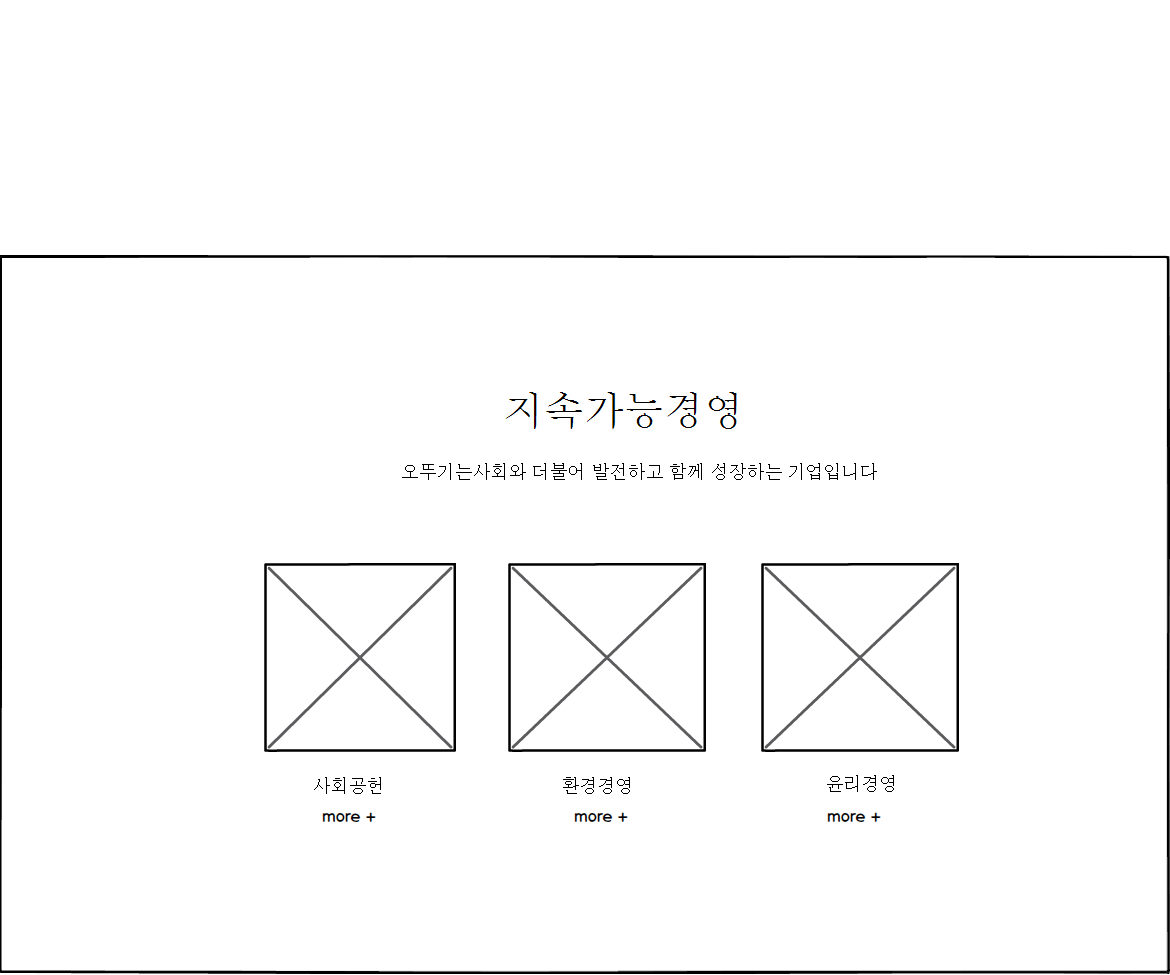 지속가능경영
오뚜기는사회와 더불어 발전하고 함께 성장하는 기업입니다
사회공헌
환경경영
윤리경영
more +
more +
more +